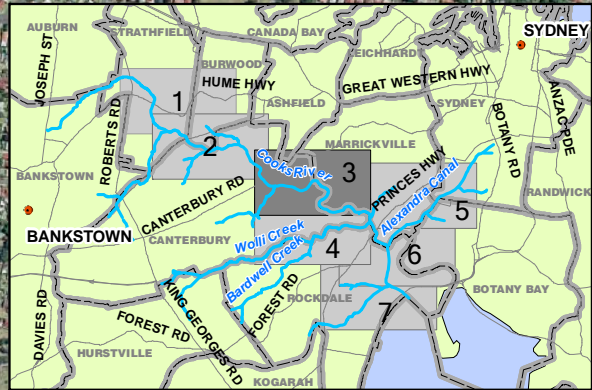 AUBURN
STRATHFIELD
CANADA BAY
SYDNEY
JOSEPH ST
BURWOOD
LEICHHARDT
HUME HWY
GREAT WESTERN HWY
ANZAC PDE
1
ASHFIELD
SYDNEY
ROBERTS RD
BOTANY RD
2
MARRICKVILLE
Cooks River
3
PRINCES HWY
BANKSTOWN
CANTERBURY RD
Alexandra Canal
RANDWICK
5
BANKSTOWN
CANTERBURY
Wolli Creek
4
6
Bardwell Creek
KING GEORGES RD
FOREST RD
ROCKDALE
BOTANY BAY
DAVIES RD
FOREST RD
7
HURSTVILLE
KOGARAH